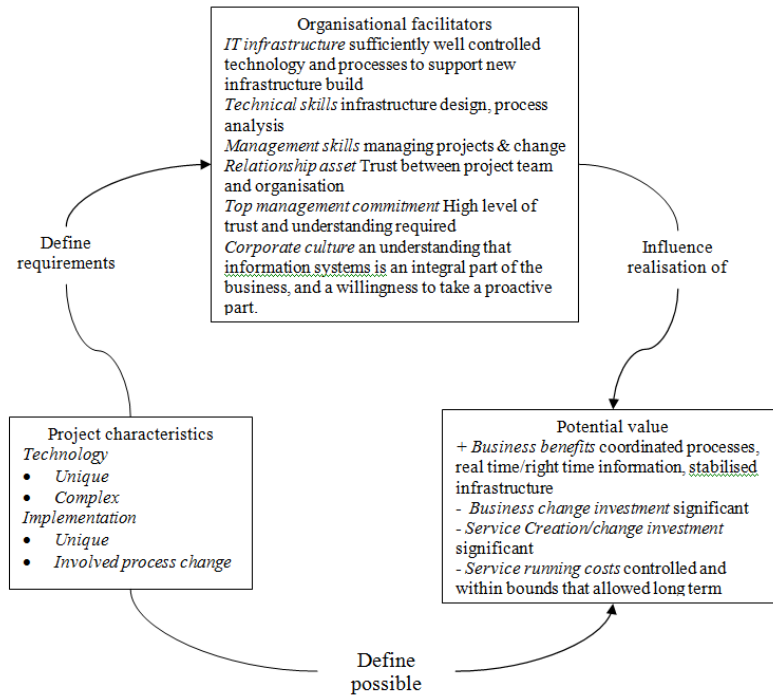 Organisational facilitators
IT infrastructure sufficiently well controlled
technology and processes to support new
infrastructure build
Technical skills infrastructure design, process
analysis
Management skills managing projects & change
Relationship asset Trust between project team
and organisation
Top management commitment High level of
trust and understanding required
Corporate culture an understanding that
information systems is an integral part of the
business, and a willingness to take a proactive
part.
Define
requirements
Influence
realisation of
Project characteristics
Technology
• Unique
• Complex
Implementation
• Unique
• Involved process change
Potential value
+ Business benefits coordinated processes,
real time/right time information, stabilised
infrastructure
- Business change investment significant
- Service Creation/change investment
significant
- Service running costs controlled and
within bounds that allowed long term
Define
possible